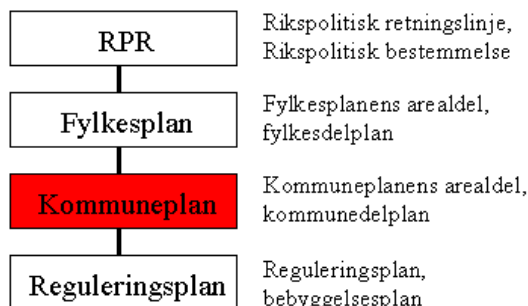 RPR
Rikspolitisk retningslinje,
Rikspolitisk bestemmelse
Fylkesplan
Fylkesplanens arealdel,
fylkesdelplan
Kommuneplan
Kommuneplanens arealdel,
kommunedelplan
Reguleringsplan
Reguleringsplan,
bebyggelsesplan